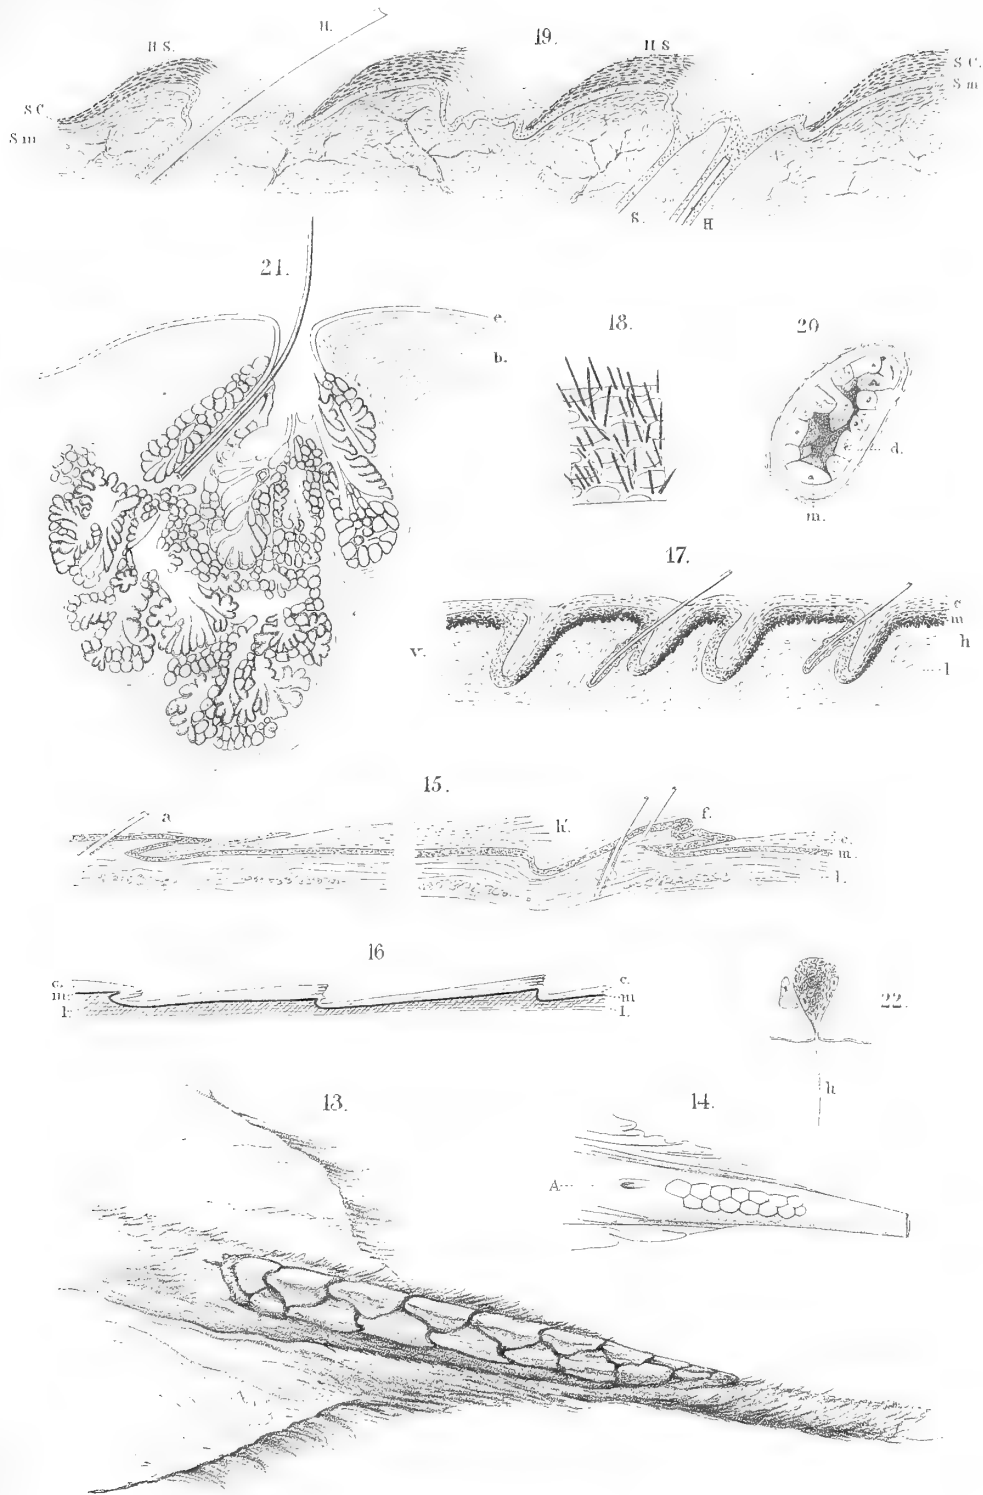 H.
19.
H S.
H S
S C.
S m
S C.
S m
S.
H
21.
e.
b.
18.
20
d.
m.
17.
c
m
h
v.
l
15.
a
h'
f.
c.
m.
l.
16
c.
m.
l.
c.
m
l.
22.
h
13.
14.
A